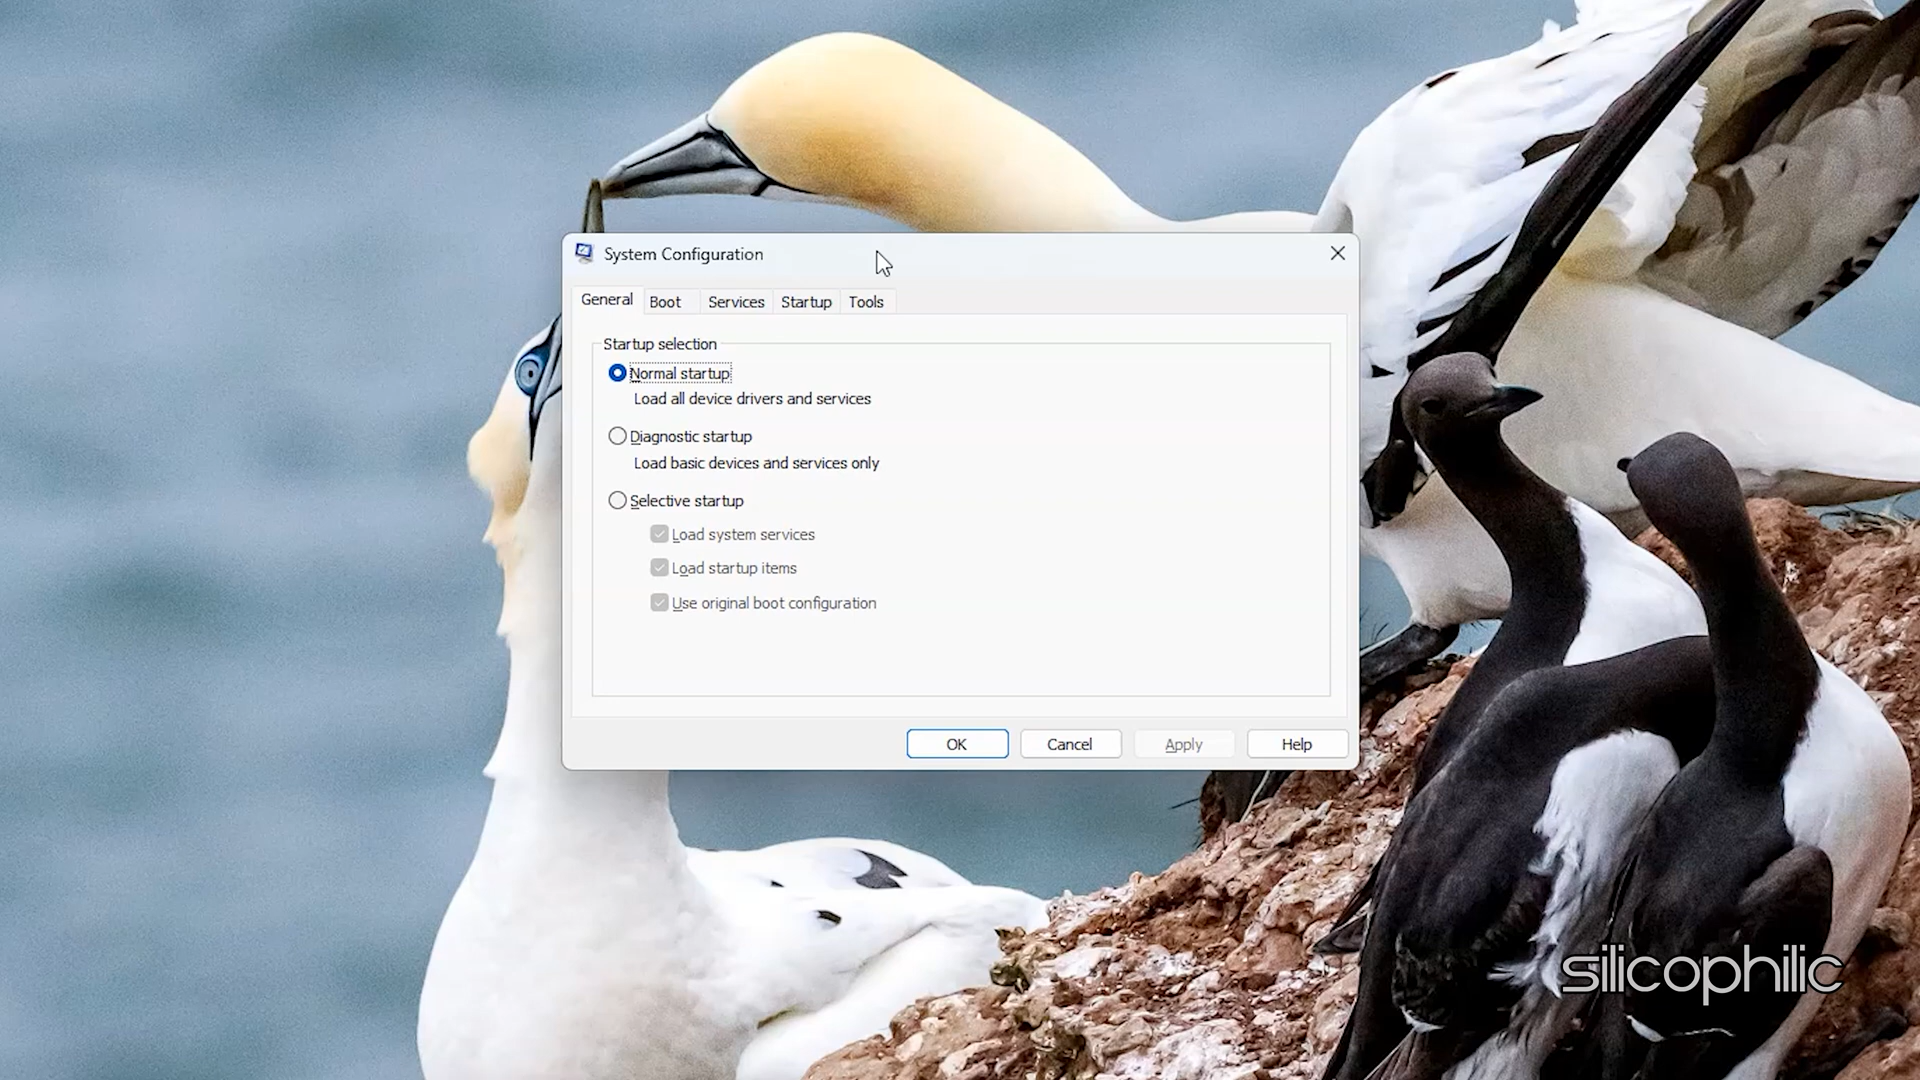 System Configuration
General Boot Services Startup Tools
Startup selection
Normal startup
Load all device drivers and services
Diagnostic startup
Load basic devices and services only
Selective startup
Load system services
Load startup items
Use original boot configuration
OK Cancel Apply Help
silicophilic